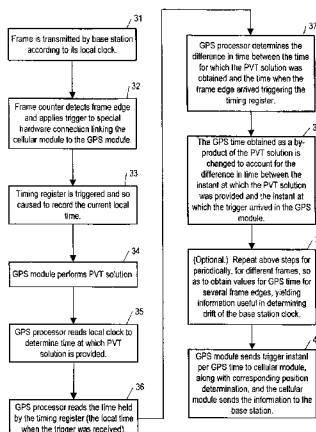 31
Frame is transmitted by base station
according to its local clock.
32
Frame counter detects frame edge
and applies trigger to special
hardware connection linking the
cellular module to the GPS module.
33
Timing register is triggered and so
caused to record the current local
time.
34
GPS module performs PVT solution
35
GPS processor reads local clock to
determine time at which PVT
solution is provided.
36
GPS processor reads the time held
by the timing register (the local time
when the trigger was received).
37
GPS processor determines the
difference in time between the time
for which the PVT solution was
obtained and the time when the
frame edge arrived triggering the
timing register.
3
The GPS time obtained as a by-
product of the PVT solution is
changed to account for the
difference in time between the
instant at which the PVT solution
was provided and the instant at
which the trigger arrived in the GPS
module.
(Optional.) Repeat above steps for
periodically, for different frames, so
as to obtain values for GPS time for
several frame edges, yielding
information useful in determining
drift of the base station clock.
4
GPS module sends trigger instant
per GPS time to cellular module,
along with corresponding position
determination, and the cellular
module sends the information to the
base station.